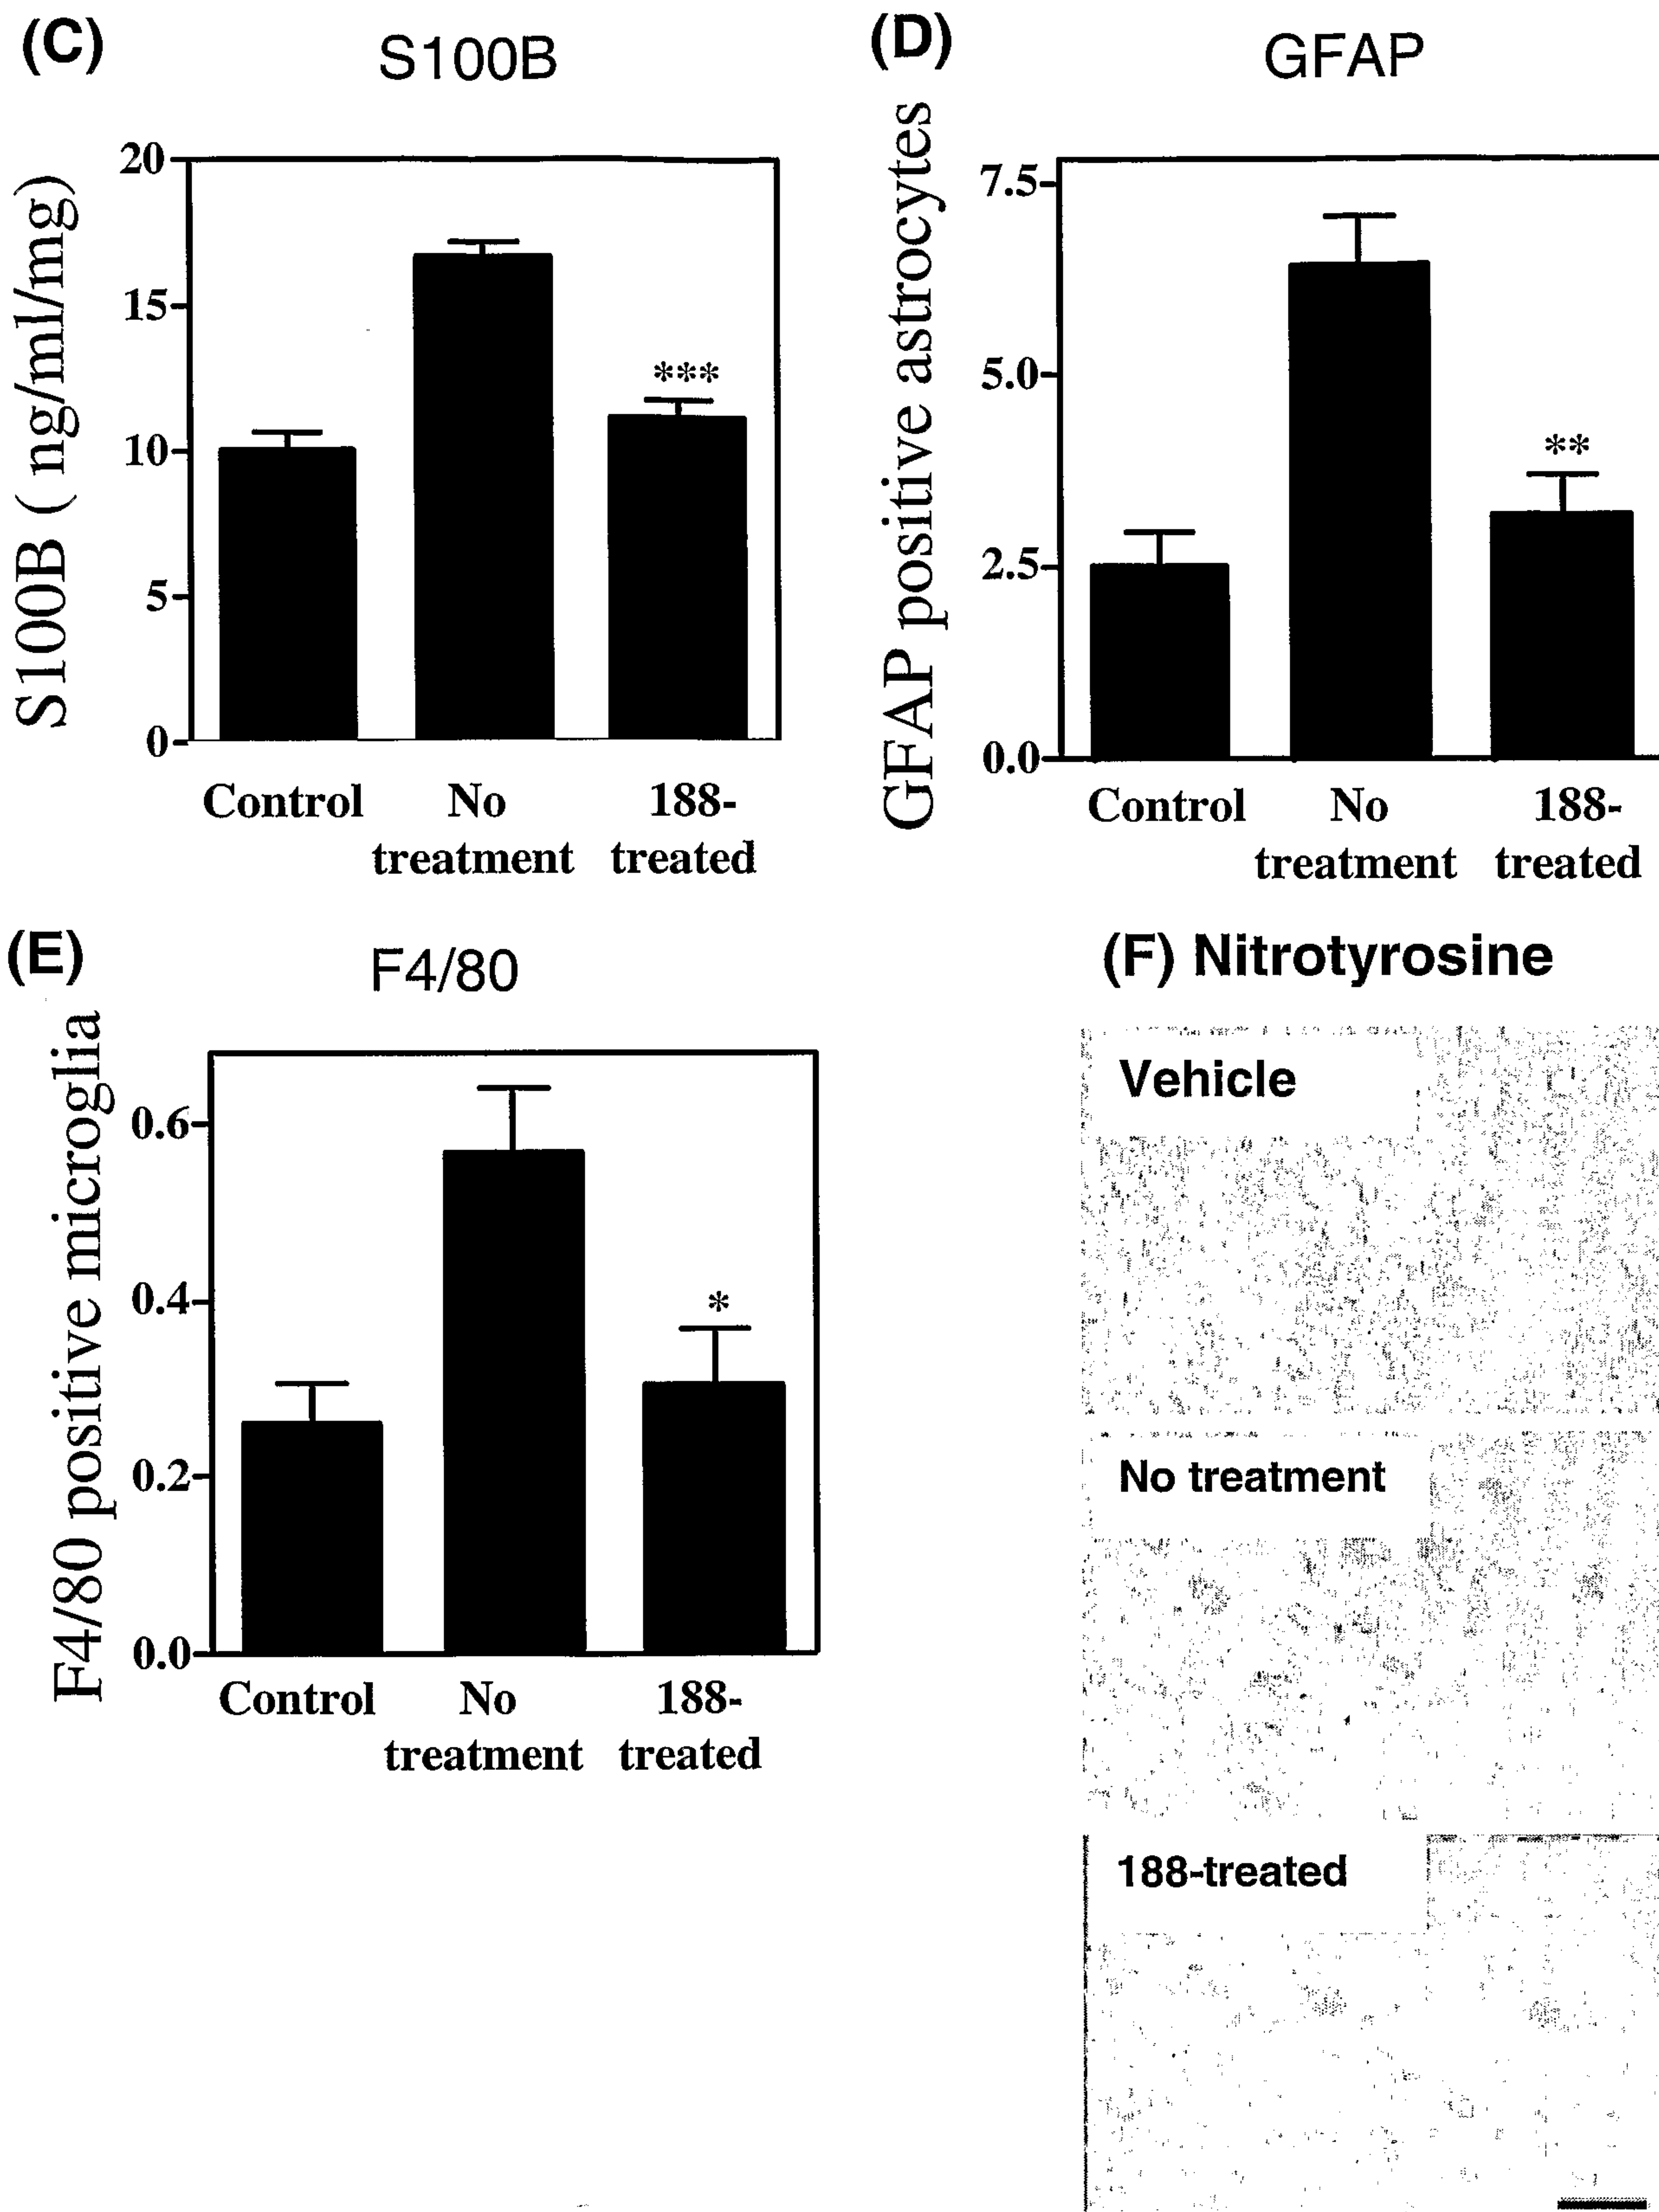 (C)
S100B
S100B ( ng/ml/mg)
20
15
10
5
0
***
Control
No treatment
188-treated
(D)
GFAP
GFAP positive astrocytes
7.5
5.0
2.5
0.0
**
Control
No treatment
188-treated
(E)
F4/80
F4/80 positive microglia
0.6
0.4
0.2
0.0
*
Control
No treatment
188-treated
(F) Nitrotyrosine
Vehicle
No treatment
188-treated